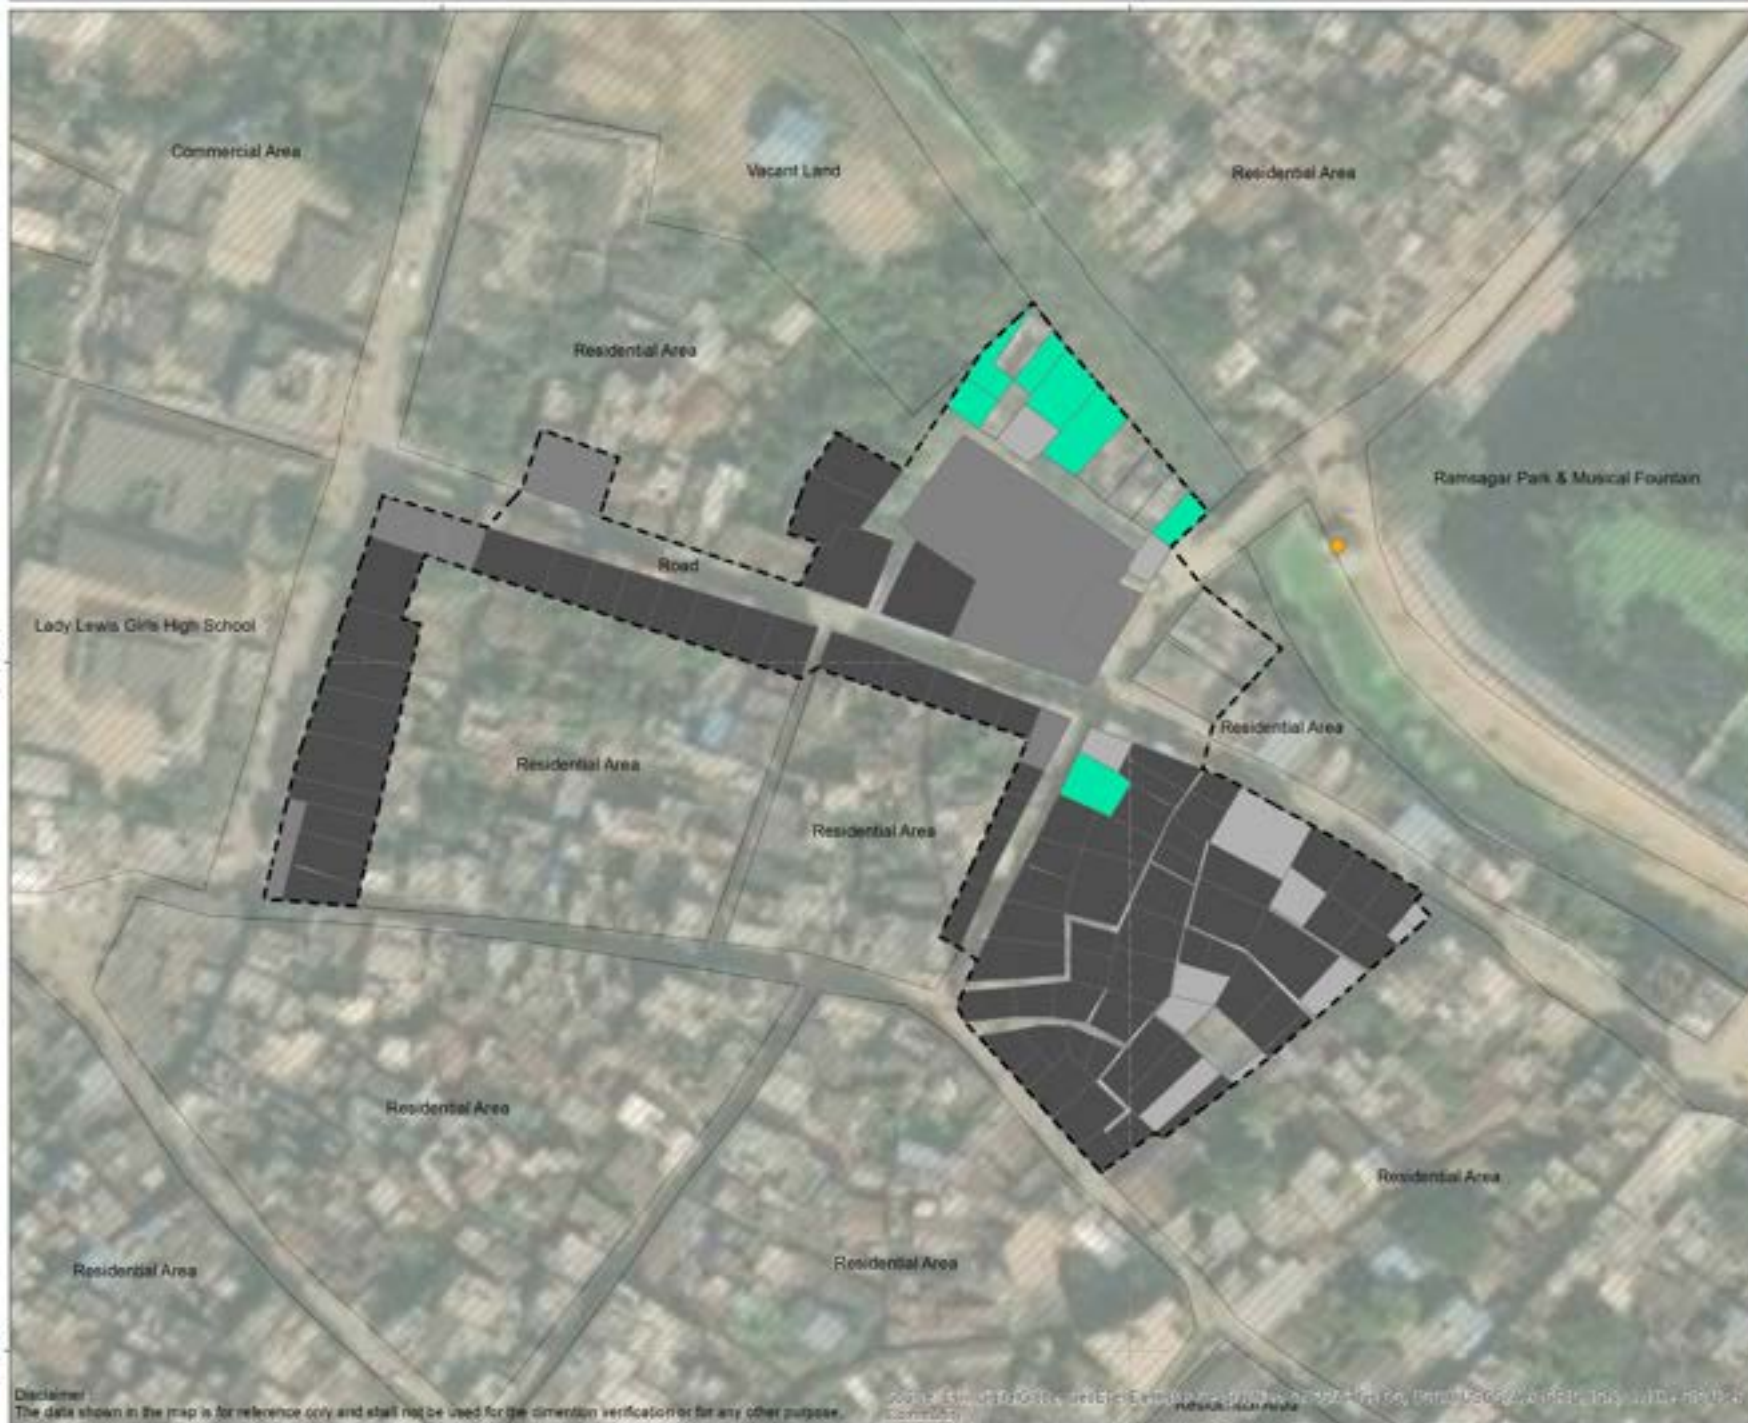 Commercial Area
Vacant Land
Residential Area
Residential Area
Ramsagar Park & Musical Fountain
Road
Lady Lewis Girls High School
Residential Area
Residential Area
Residential Area
Residential Area
Residential Area
Residential Area
Residential Area
Disclaimer
The data shown in the map is for reference only and shall not be used for the dimention verification or for any other purpose.
Residential Area